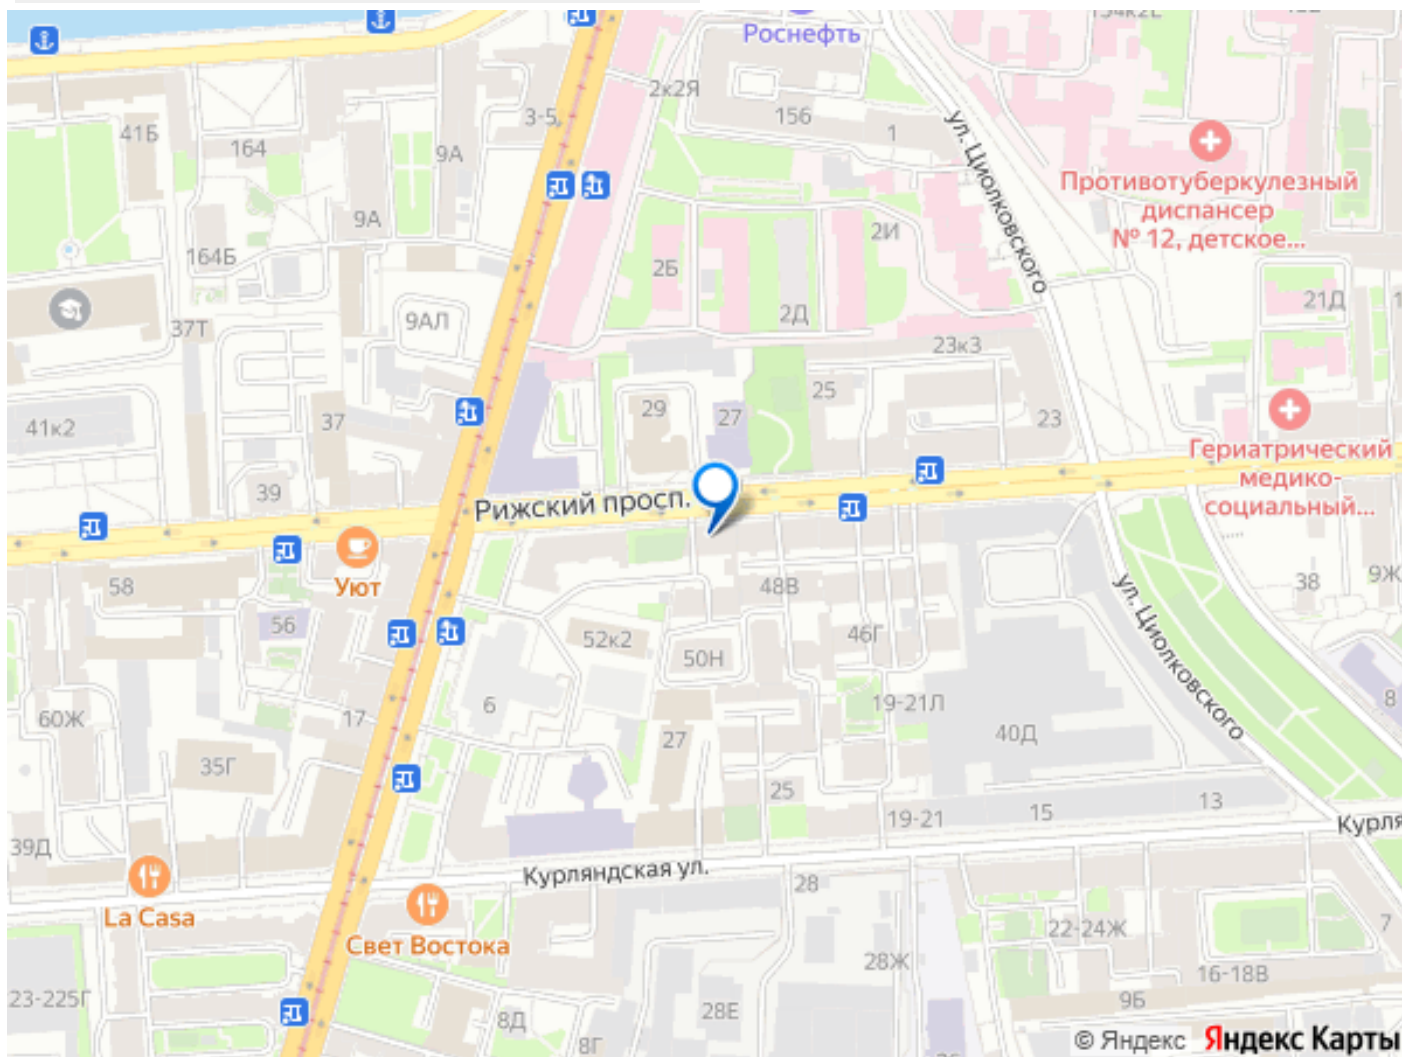 Роснефть
2к2Я
156
1
3-5
41Б
164
9А
ул. Циолковского
Противотуберкулезный
диспансер
№ 12, детское...
9А
2И
164Б
2Б
2Д
21Д
37Т
9АЛ
23к3
25
29
27
23
37
41к2
Гериатрический
медико-
социальный...
39
Рижский просп.
Уют
58
48В
38
9Ж
56
52к2
46Г
50Н
ул. Циолковского
6
19-21Л
8
60Ж
17
27
40Д
35Г
25
15
13
19-21
Курля
39Д
Курляндская ул.
28
La Casa
Свет Востока
22-24Ж
7
28Ж
16-18В
23-225Г
28Е
9Б
8Д
8Г
© Яндекс Яндекс Карты